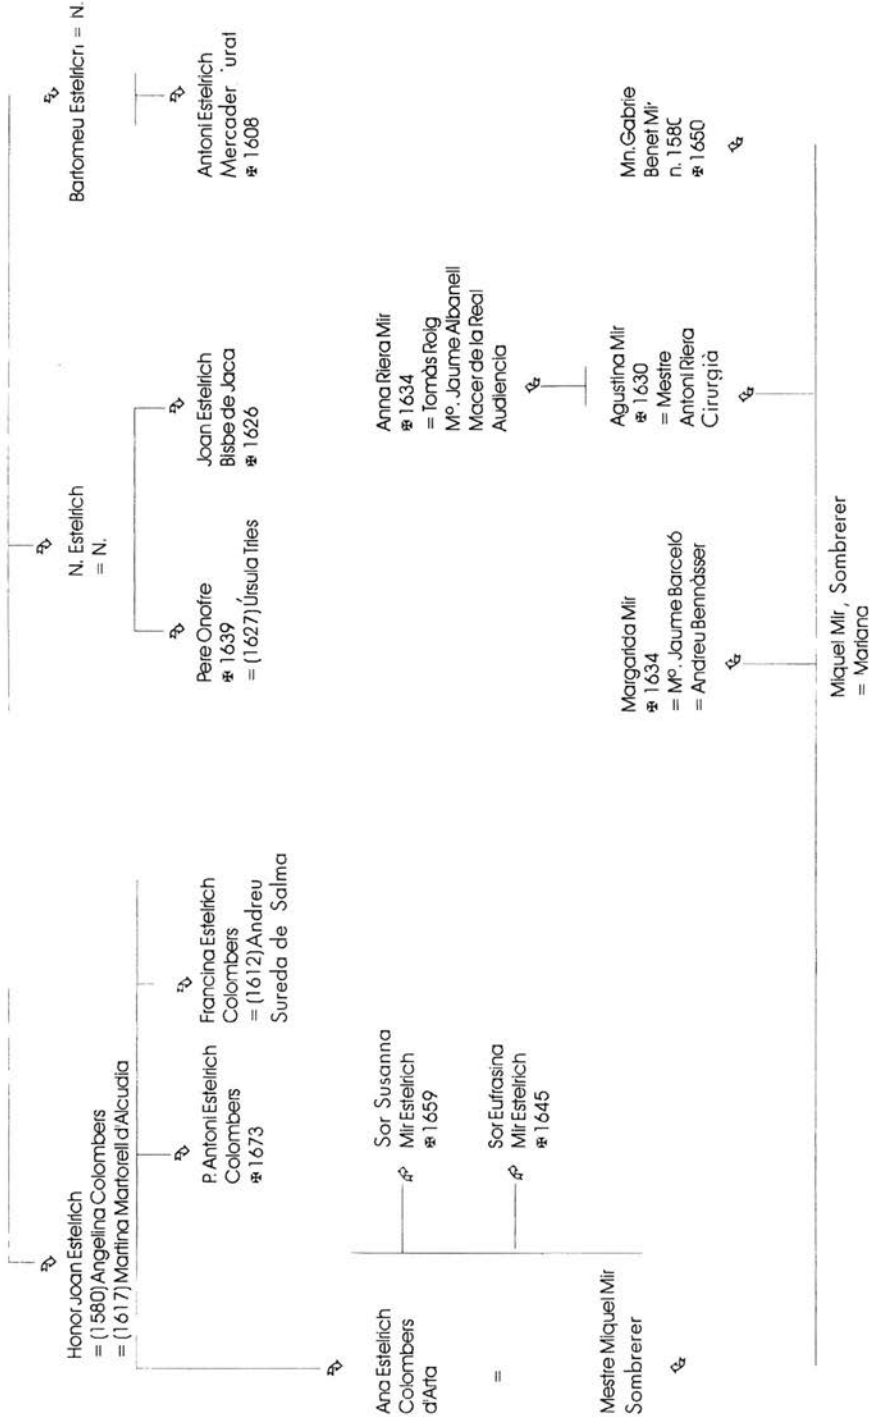 Honor Joan Estelrich
= (1580) Angelina Colombers
= (1617) Martina Martorell d'Alcudia
N. Estelrich
= N.
Bartomeu Estelrich = N.
P. Antoni Estelrich
Colombers
✠ 1673
Francina Estelrich
Colombers
= (1612) Andreu
Sureda de Salma
Pere Onofre
✠ 1639
= (1627) Úrsula Tries
Joan Estelrich
Bisbe de Jaca
✠ 1626
Antoni Estelrich
Mercader
✠ 1608
Ana Estelrich
Colombers
d'Arta
=
Mestre Miquel Mir
Sombrerer
Sor Susanna
Mir Estelrich
✠ 1659
Sor Eufrasina
Mir Estelrich
✠ 1645
Anna Riera Mir
✠ 1634
= Tomàs Roig
Mº. Jaume Albanell
Macer de la Real
Audiencia
Margarida Mir
✠ 1634
= Mº. Jaume Barceló
= Andreu Bennàsser
Agustina Mir
✠ 1630
= Mestre
Antoni Riera
Cirurgià
Mn. Gabrie
Benet
n.
✠ 1650
Miquel Mir, Sombrerer
= Mariana